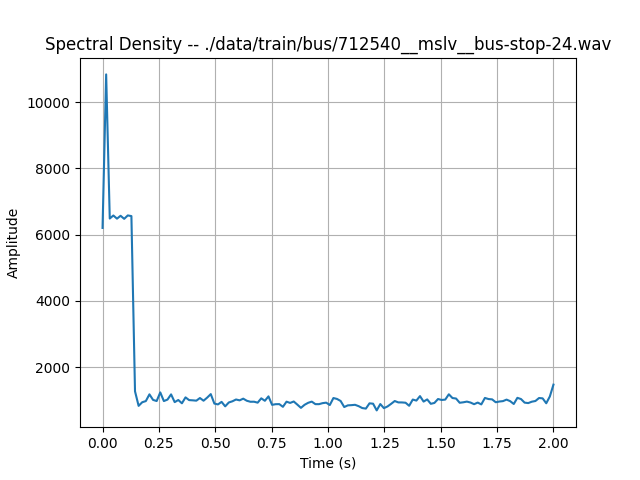 Spectral Density -- ./data/train/bus/712540__mslv__bus-stop-24.wav
10000
8000
6000
4000
2000
Amplitude
0.00 0.25 0.50 0.75 1.00 1.25 1.50 1.75 2.00
Time (s)